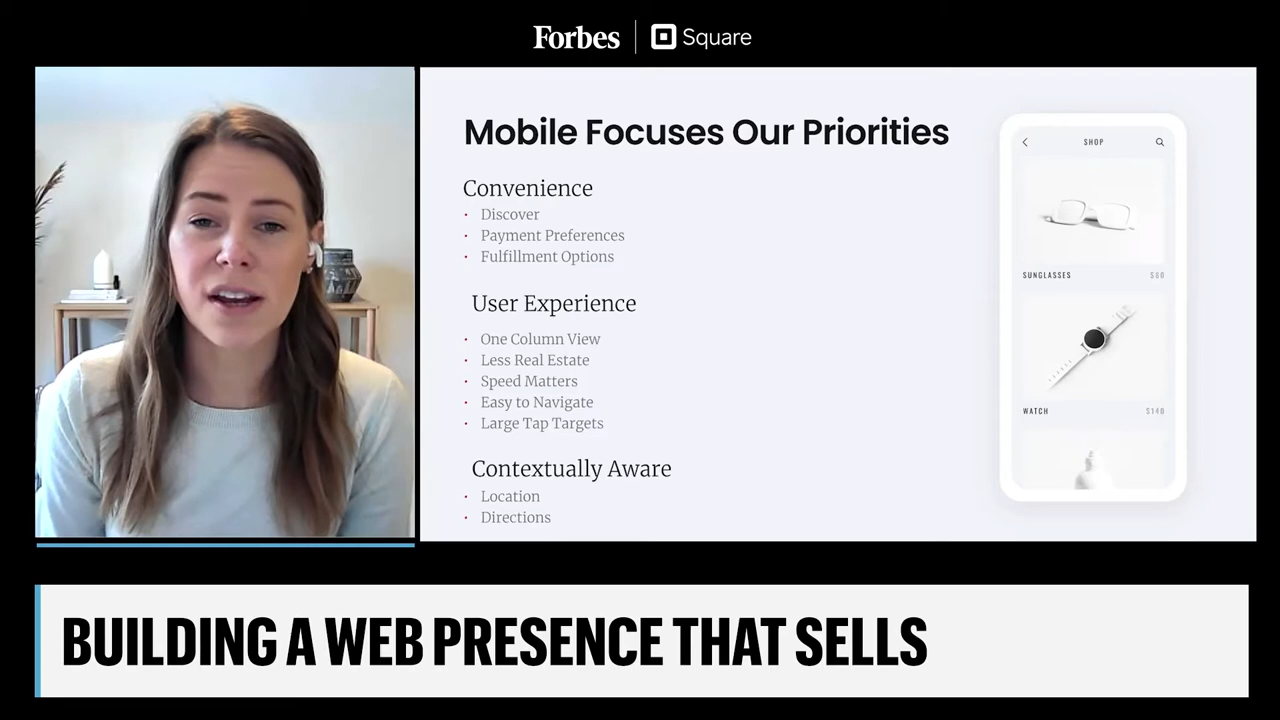 Forbes
Square
Mobile Focuses Our Priorities
Convenience
• Discover
• Payment Preferences
• Fulfillment Options
User Experience
• One Column View
• Less Real Estate
• Speed Matters
• Easy to Navigate
• Large Tap Targets
Contextually Aware
• Location
• Directions
SHOP
SUNGLASSES $80
WATCH $140
BUILDING A WEB PRESENCE THAT SELLS